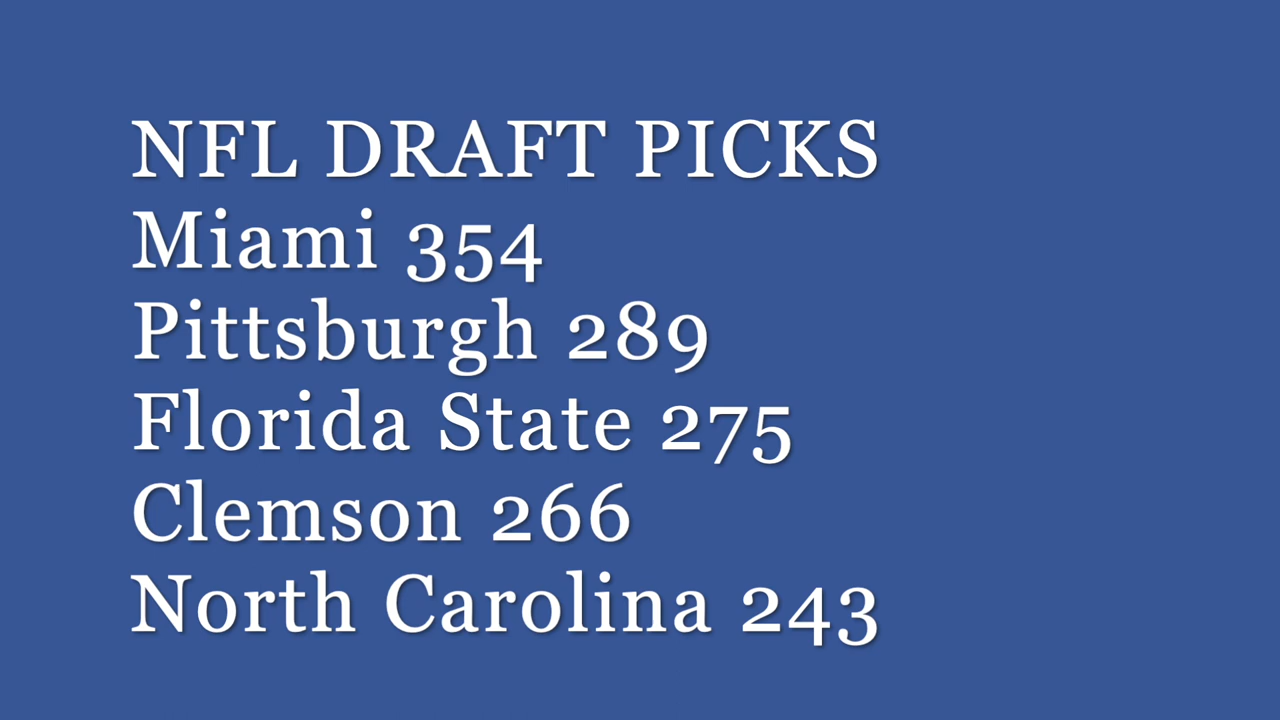 NFL DRAFT PICKS
Miami 354
Pittsburgh 289
Florida State 275
Clemson 266
North Carolina 243